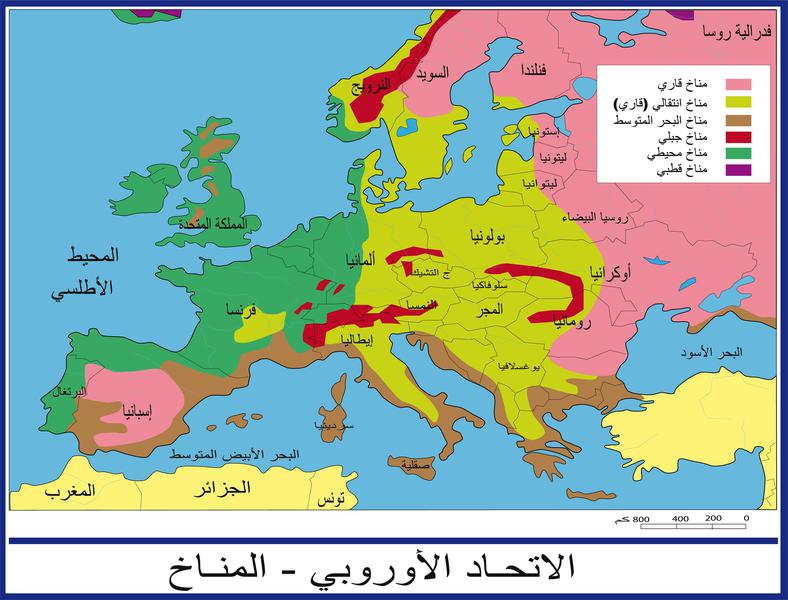 فدرالية روسا
مناخ قاري
مناخ انتقالي (قاري)
مناخ البحر المتوسط
مناخ جبلي
مناخ محيطي
مناخ قطبي
فنلندا
السويد
النرويج
إستونيا
ليتونيا
ليتوانيا
روسيا البيضاء
المملكة المتحدة
بولونيا
المحيط
الأطلسي
ألمانيا
ج التشيك
أوكرانيا
سلوفاكيا
فرنسا
النمسا
المجر
رومانيا
إيطاليا
البحر الأسود
يوغسلافيا
البرتغال
إسبانيا
سردينيا
البحر الأبيض المتوسط
صقلية
المغرب
الجزائر
تونس
0 200 400 800 كم
الاتحـاد الأوروبي - المنـاخ